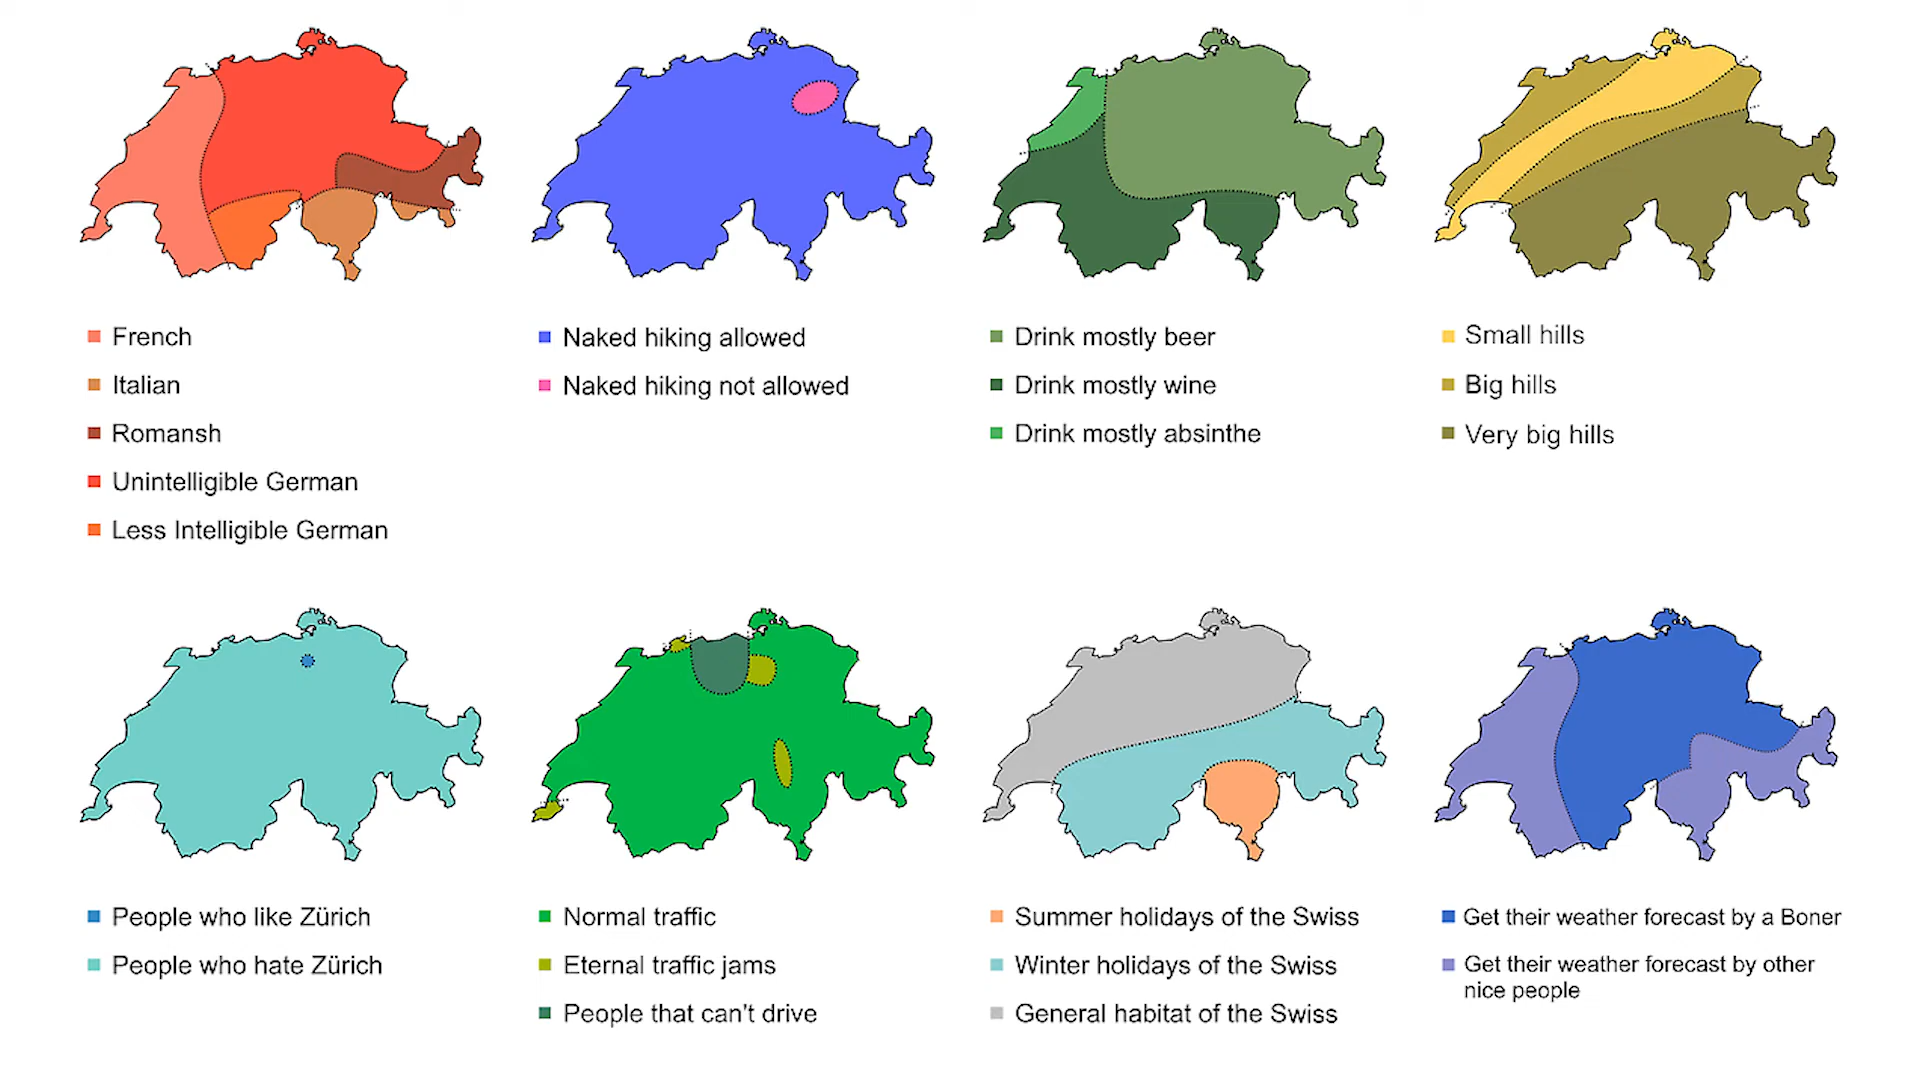 French
Italian
Romansh
Unintelligible German
Less Intelligible German
Naked hiking allowed
Naked hiking not allowed
Drink mostly beer
Drink mostly wine
Drink mostly absinthe
Small hills
Big hills
Very big hills
People who like Zürich
People who hate Zürich
Normal traffic
Eternal traffic jams
People that can't drive
Summer holidays of the Swiss
Winter holidays of the Swiss
General habitat of the Swiss
Get their weather forecast by a Boner
Get their weather forecast by other
nice people